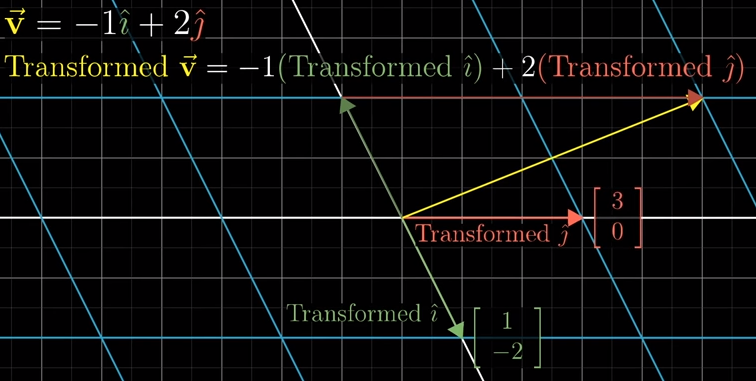 v⃗ = −1î + 2ĵ
Transformed v⃗ = −1(Transformed î) + 2(Transformed ĵ)
Transformed ĵ
[3
0]
Transformed î
[1
−2]